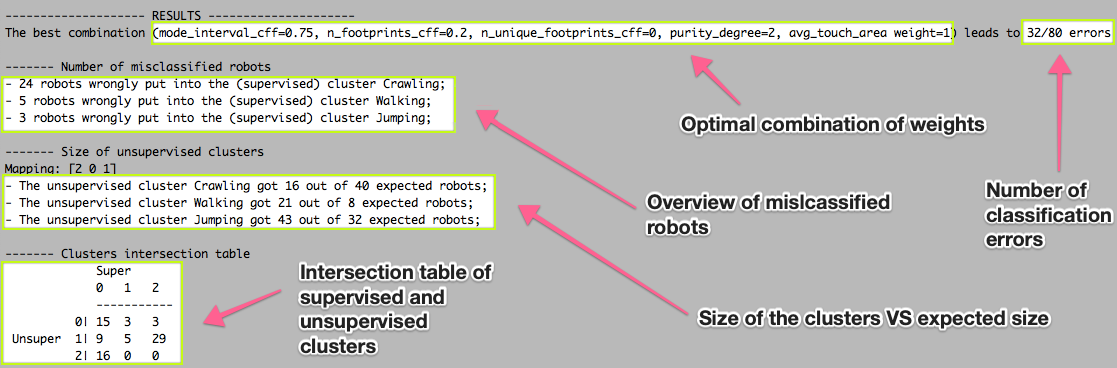 -------------------- RESULTS ---------------------
The best combination (mode_interval_cff=0.75, n_footprints_cff=0.2, n_unique_footprints_cff=0, purity_degree=2, avg_touch_area weight=1) leads to 32/80 errors
------- Number of misclassified robots
- 24 robots wrongly put into the (supervised) cluster Crawling;
- 5 robots wrongly put into the (supervised) cluster Walking;
- 3 robots wrongly put into the (supervised) cluster Jumping;
Optimal combination of weights
------- Size of unsupervised clusters
Mapping: [2 0 1]
- The unsupervised cluster Crawling got 16 out of 40 expected robots;
- The unsupervised cluster Walking got 21 out of 8 expected robots;
- The unsupervised cluster Jumping got 43 out of 32 expected robots;
Overview of mislcassified
robots
Number of
classification
errors
------- Clusters intersection table
Super
0 1 2
-----------
0| 15 3 3
Unsuper 1| 9 5 29
2| 16 0 0
Intersection table of
supervised and
unsupervised
clusters
Size of the clusters VS expected size